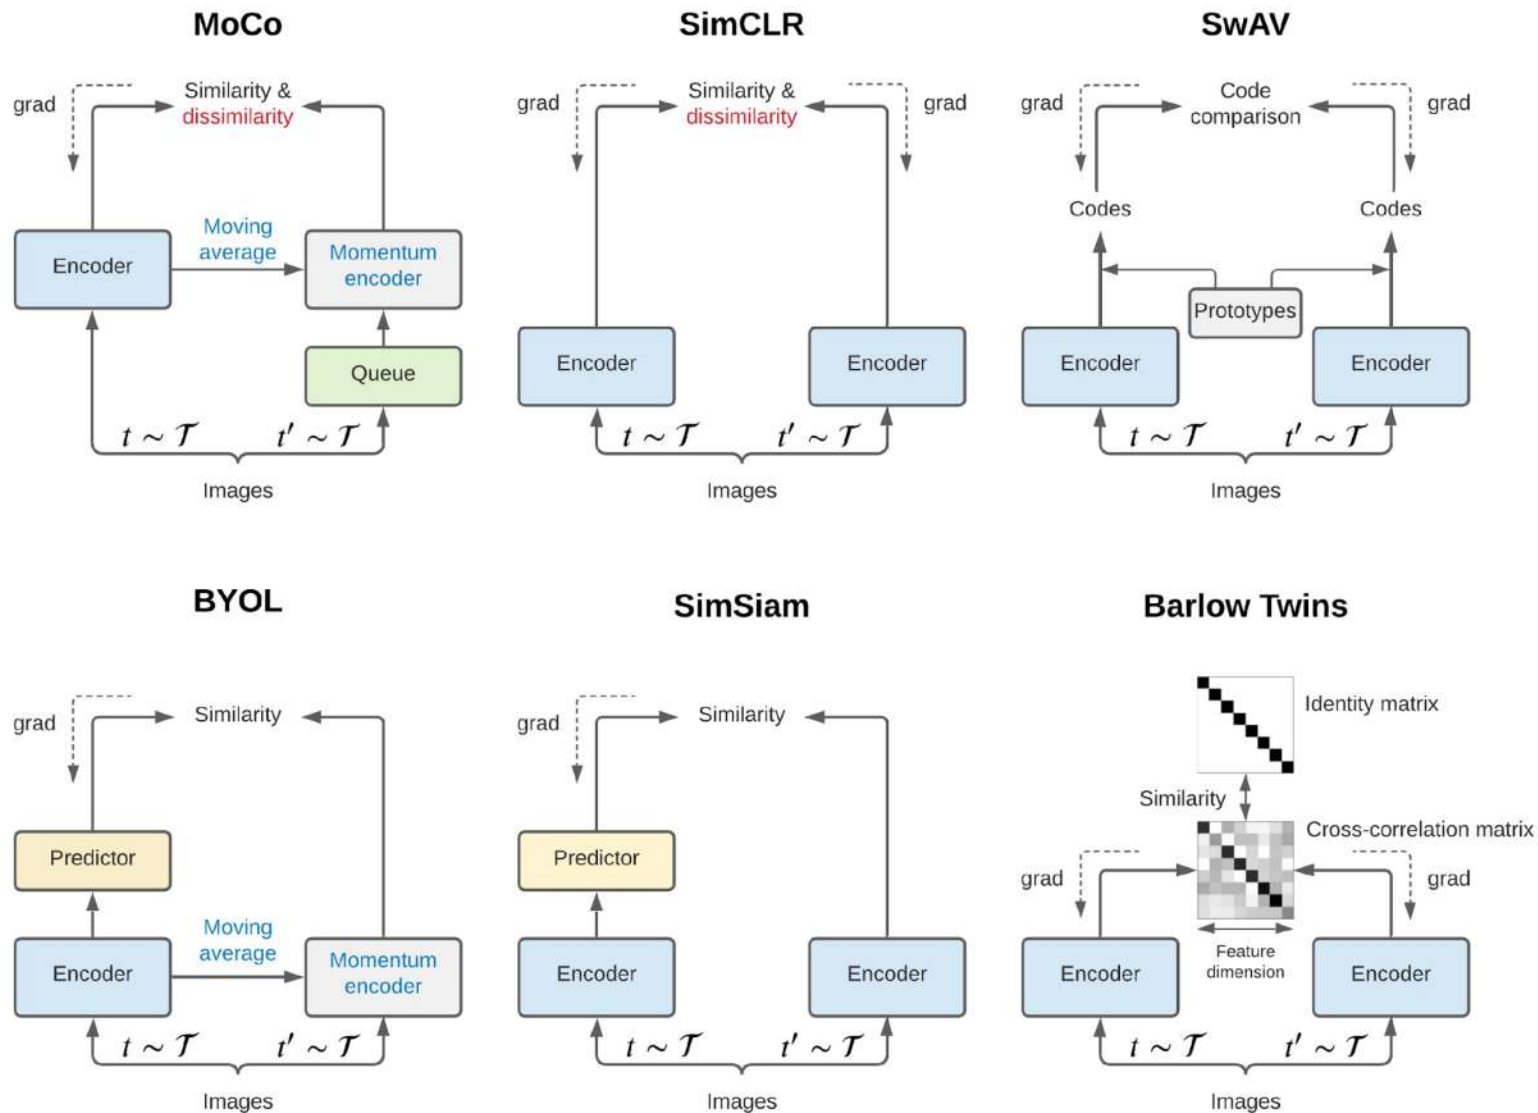 MoCo
grad
Similarity &
dissimilarity
Moving
average
Encoder
Momentum
encoder
Queue
t ~ 𝒯
t′ ~ 𝒯
Images
SimCLR
grad
Similarity &
dissimilarity
grad
Encoder
Encoder
t ~ 𝒯
t′ ~ 𝒯
Images
SwAV
grad
Code
comparison
grad
Codes
Codes
Prototypes
Encoder
Encoder
t ~ 𝒯
t′ ~ 𝒯
Images
BYOL
grad
Similarity
Predictor
Moving
average
Encoder
Momentum
encoder
t ~ 𝒯
t′ ~ 𝒯
Images
SimSiam
grad
Similarity
Predictor
Encoder
Encoder
t ~ 𝒯
t′ ~ 𝒯
Images
Barlow Twins
Identity matrix
Similarity
Cross-correlation matrix
grad
grad
Feature
dimension
Encoder
Encoder
t ~ 𝒯
t′ ~ 𝒯
Images